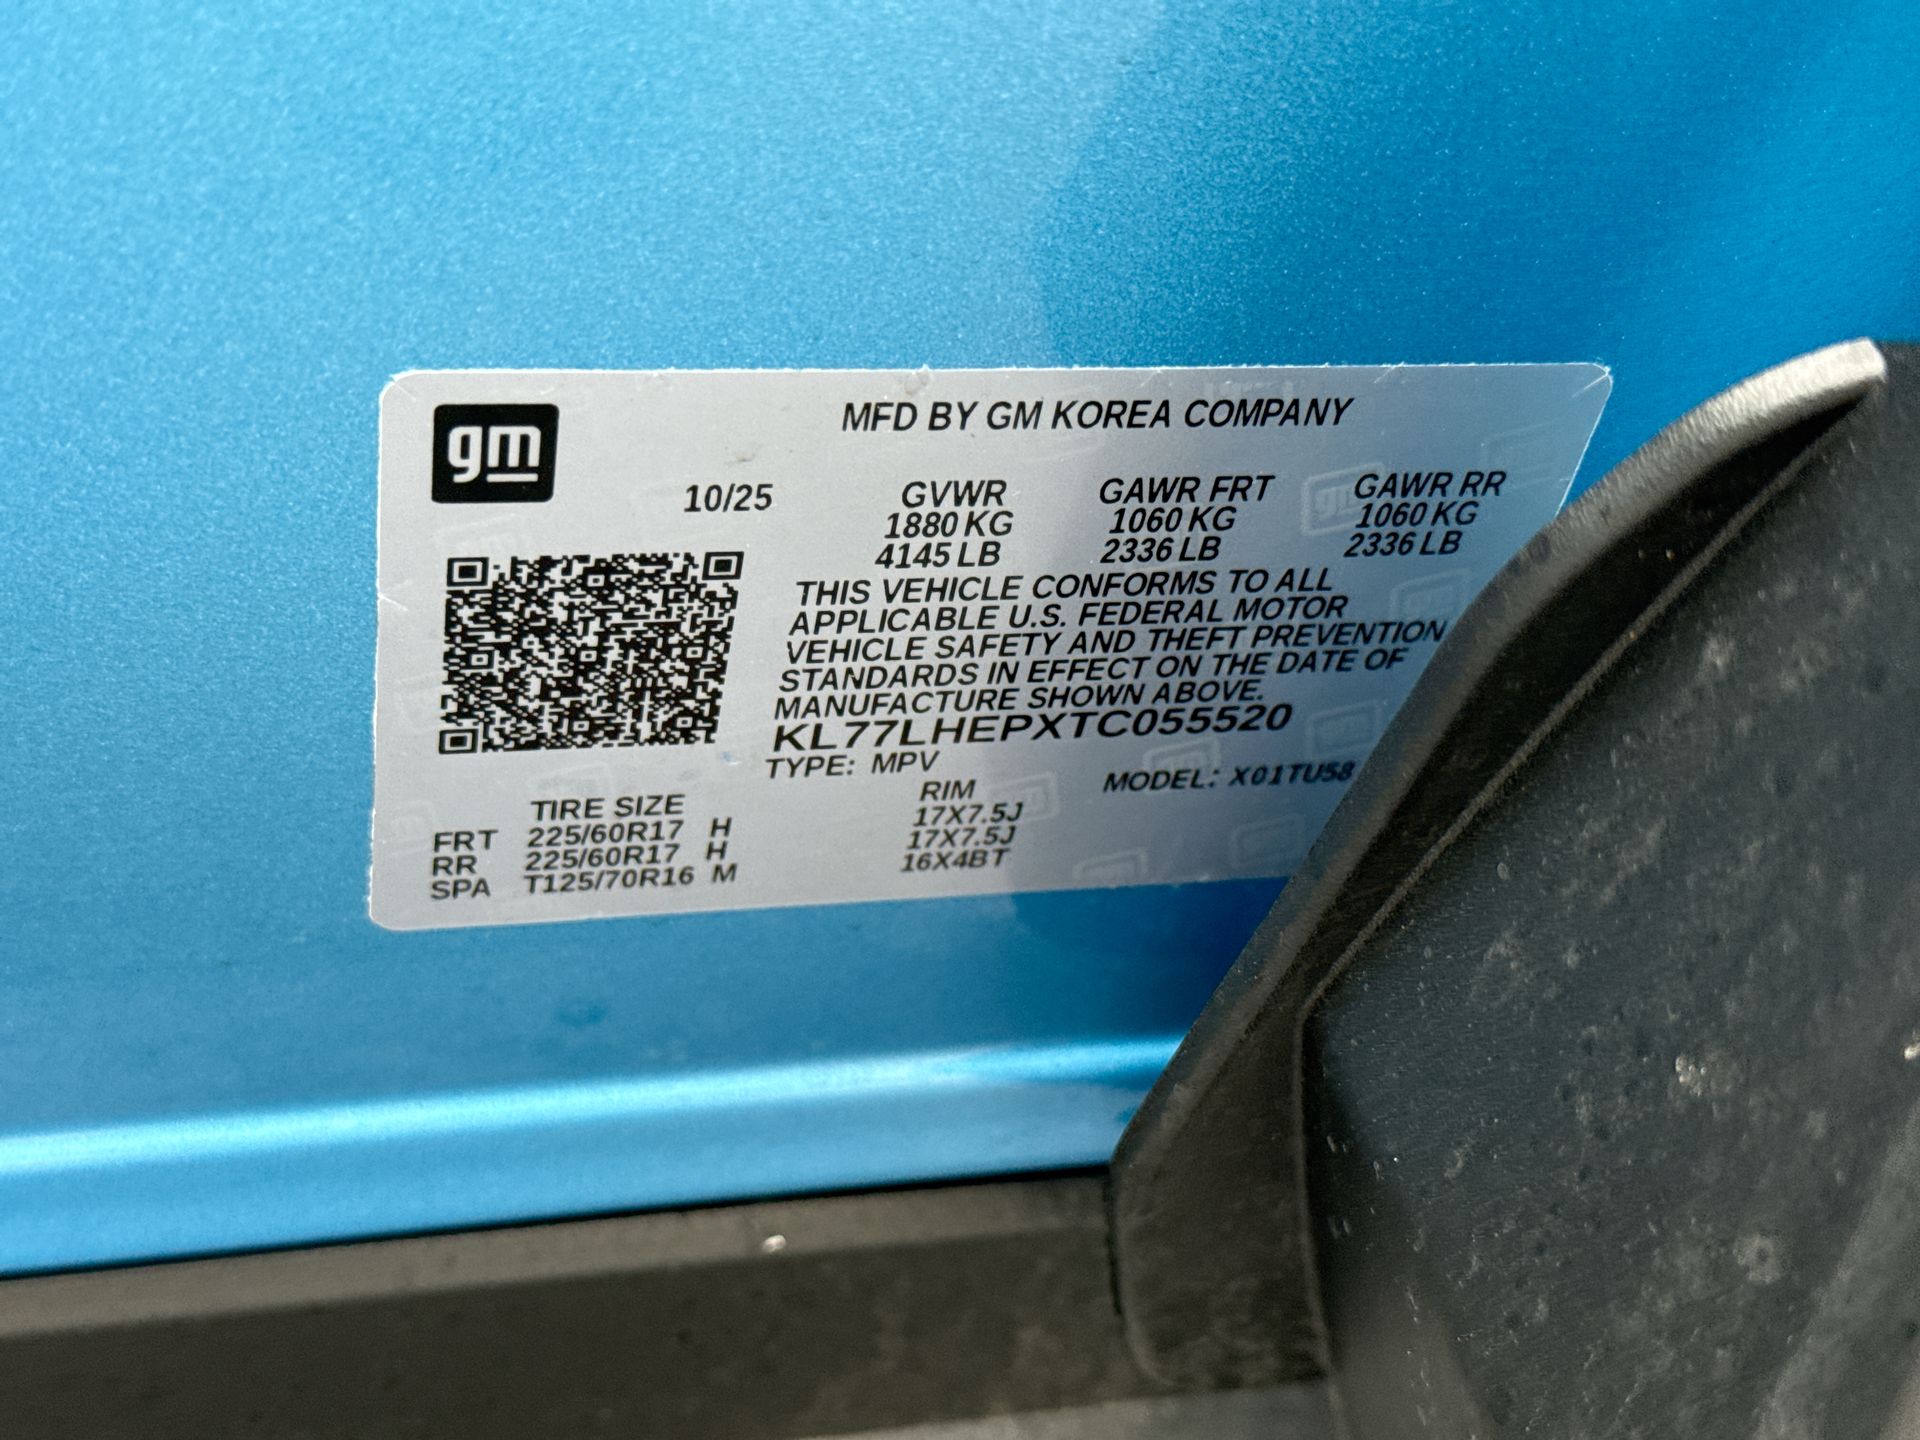 gm
MFD BY GM KOREA COMPANY
10/25 GVWR GAWR FRT GAWR RR
1880 KG 1060 KG 1060 KG
4145 LB 2336 LB 2336 LB
THIS VEHICLE CONFORMS TO ALL
APPLICABLE U.S. FEDERAL MOTOR
VEHICLE SAFETY AND THEFT PREVENTION
STANDARDS IN EFFECT ON THE DATE OF
MANUFACTURE SHOWN ABOVE.
KL77LHEPXTC055520
TYPE: MPV MODEL: X01TU58
TIRE SIZE RIM
FRT 225/60R17 H 17X7.5J
RR 225/60R17 H 17X7.5J
SPA T125/70R16 M 16X4BT